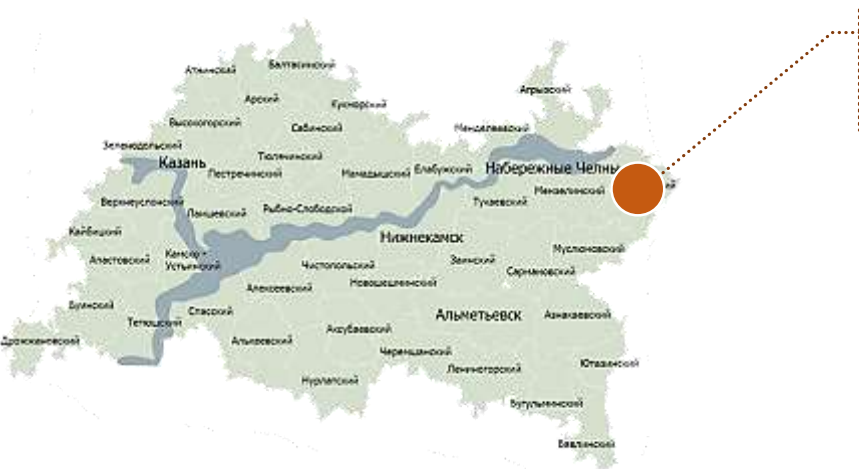 Балтасинский
Атнинский
Агрызский
Арский
Кукморский
Высокогорский
Сабинский
Менделеевский
Зеленодольский
Тюлячинский
Казань
Пестречинский
Мамадышский
Елабужский
Набережные Челны
Мензелинский
Верхнеуслонский
Лаишевский
Рыбно-Слободской
Тукаевский
Кайбицкий
Нижнекамск
Муслюмовский
Апастовский
Камско -
Устьинский
Чистопольский
Заинский
Сармановский
Алексеевский
Новошешминский
Буинский
Спасский
Тетюшский
Альметьевск
Азнакаевский
Аксубаевский
Дрожжановский
Алькеевский
Черемшанский
Лениногорский
Ютазинский
Нурлатский
Бугульминский
Бавлинский